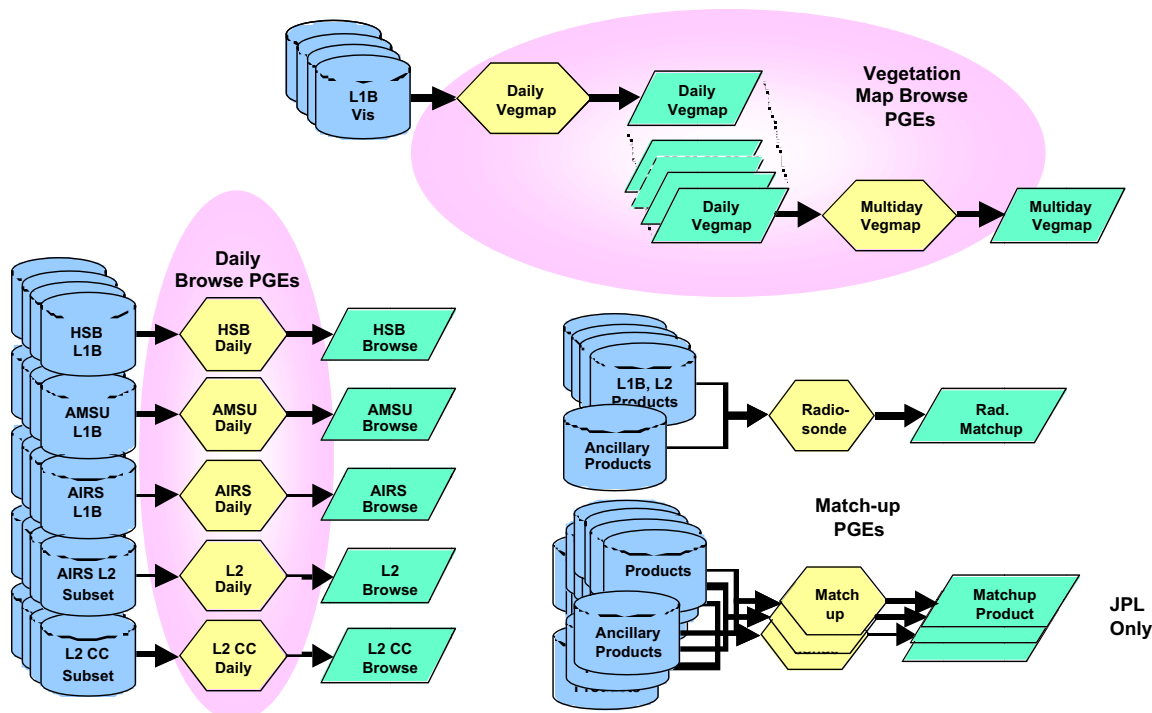 L1B
Vis
Daily
Vegmap
Daily
Vegmap
Vegetation
Map Browse
PGEs
Daily
Vegmap
Multiday
Vegmap
Multiday
Vegmap
Daily
Browse PGEs
HSB
L1B
HSB
Daily
HSB
Browse
AMSU
L1B
AMSU
Daily
AMSU
Browse
AIRS
L1B
AIRS
Daily
AIRS
Browse
AIRS L2
Subset
L2
Daily
L2
Browse
L2 CC
Subset
L2 CC
Daily
L2 CC
Browse
L1B, L2
Products
Ancillary
Products
Radio-
sonde
Rad.
Matchup
Match-up
PGEs
Products
Ancillary
Products
Match
up
Matchup
Product
JPL
Only